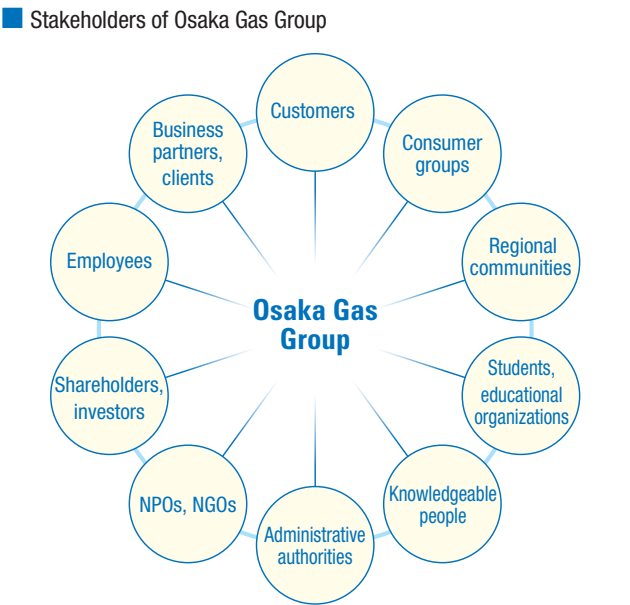 Stakeholders of Osaka Gas Group
Customers
Consumer
groups
Regional
communities
Students,
educational
organizations
Knowledgeable
people
Administrative
authorities
NPOs, NGOs
Shareholders,
investors
Employees
Business
partners,
clients
Osaka Gas
Group